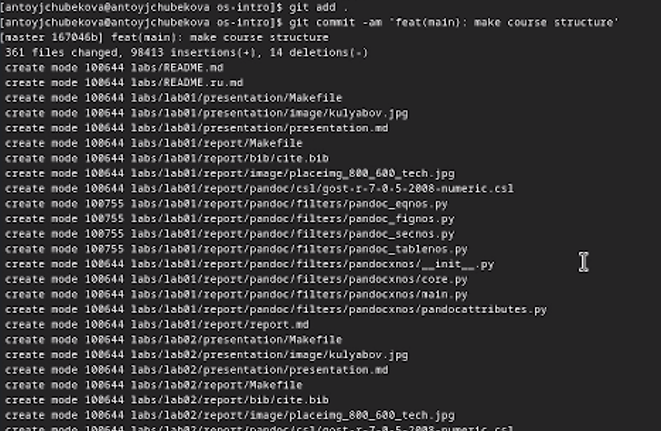 [antoyjchubekova@antoyjchubekova os-intro]$ git add .
[antoyjchubekova@antoyjchubekova os-intro]$ git commit -am 'feat(main): make course structure'
[master 167046b] feat(main): make course structure
361 files changed, 98413 insertions(+), 14 deletions(-)
create mode 100644 labs/README.md
create mode 100644 labs/README.ru.md
create mode 100644 labs/lab01/presentation/Makefile
create mode 100644 labs/lab01/presentation/image/kulyabov.jpg
create mode 100644 labs/lab01/presentation/presentation.md
create mode 100644 labs/lab01/report/Makefile
create mode 100644 labs/lab01/report/bib/cite.bib
create mode 100644 labs/lab01/report/image/placeimg_800_600_tech.jpg
create mode 100644 labs/lab01/report/pandoc/csl/gost-r-7-0-5-2008-numeric.csl
create mode 100755 labs/lab01/report/pandoc/filters/pandoc_eqnos.py
create mode 100755 labs/lab01/report/pandoc/filters/pandoc_fignos.py
create mode 100755 labs/lab01/report/pandoc/filters/pandoc_secnos.py
create mode 100755 labs/lab01/report/pandoc/filters/pandoc_tablenos.py
create mode 100644 labs/lab01/report/pandoc/filters/pandocxnos/__init__.py
create mode 100644 labs/lab01/report/pandoc/filters/pandocxnos/core.py
create mode 100644 labs/lab01/report/pandoc/filters/pandocxnos/main.py
create mode 100644 labs/lab01/report/pandoc/filters/pandocxnos/pandocattributes.py
create mode 100644 labs/lab01/report/report.md
create mode 100644 labs/lab02/presentation/Makefile
create mode 100644 labs/lab02/presentation/image/kulyabov.jpg
create mode 100644 labs/lab02/presentation/presentation.md
create mode 100644 labs/lab02/report/Makefile
create mode 100644 labs/lab02/report/bib/cite.bib
create mode 100644 labs/lab02/report/image/placeimg_800_600_tech.jpg
create mode 100644 labs/lab02/report/pandoc/csl/gost-r-7-0-5-2008-numeric.csl